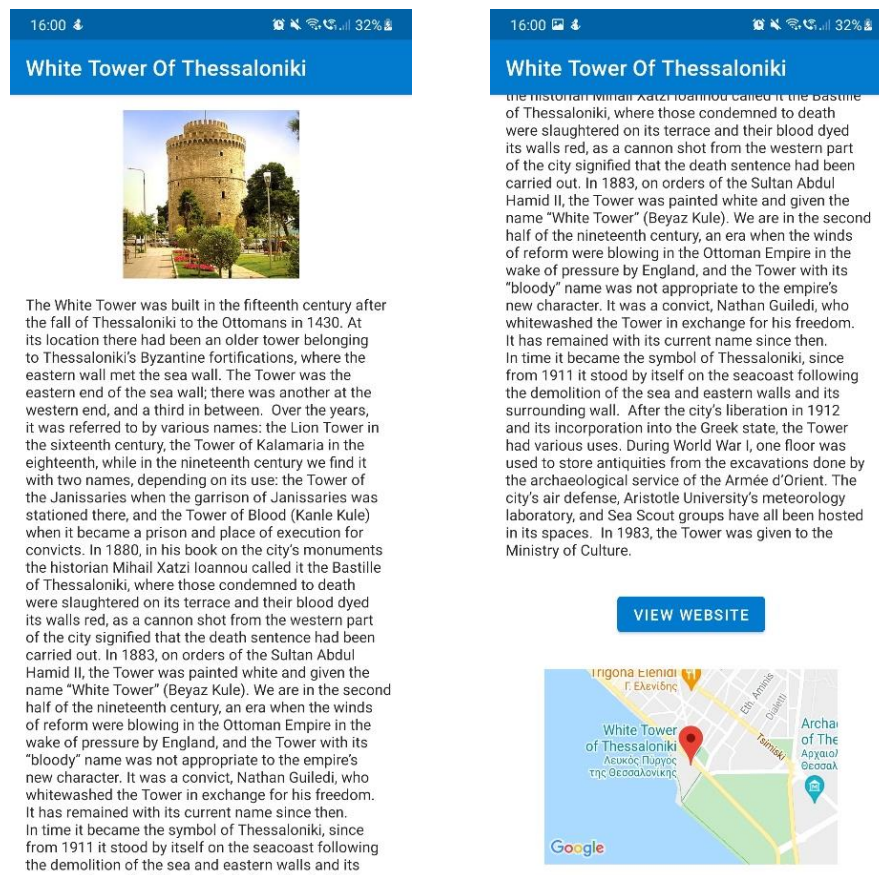 16:00 32%
White Tower Of Thessaloniki
The White Tower was built in the fifteenth century after
the fall of Thessaloniki to the Ottomans in 1430. At
its location there had been an older tower belonging
to Thessaloniki's Byzantine fortifications, where the
eastern wall met the sea wall. The Tower was the
eastern end of the sea wall; there was another at the
western end, and a third in between.  Over the years,
it was referred to by various names: the Lion Tower in
the sixteenth century, the Tower of Kalamaria in the
eighteenth, while in the nineteenth century we find it
with two names, depending on its use: the Tower of
the Janissaries when the garrison of Janissaries was
stationed there, and the Tower of Blood (Kanle Kule)
when it became a prison and place of execution for
convicts. In 1880, in his book on the city's monuments
the historian Mihail Xatzi Ioannou called it the Bastille
of Thessaloniki, where those condemned to death
were slaughtered on its terrace and their blood dyed
its walls red, as a cannon shot from the western part
of the city signified that the death sentence had been
carried out. In 1883, on orders of the Sultan Abdul
Hamid II, the Tower was painted white and given the
name “White Tower” (Beyaz Kule). We are in the second
half of the nineteenth century, an era when the winds
of reform were blowing in the Ottoman Empire in the
wake of pressure by England, and the Tower with its
“bloody” name was not appropriate to the empire's
new character. It was a convict, Nathan Guiledi, who
whitewashed the Tower in exchange for his freedom.
It has remained with its current name since then.
In time it became the symbol of Thessaloniki, since
from 1911 it stood by itself on the seacoast following
the demolition of the sea and eastern walls and its
16:00 32%
White Tower Of Thessaloniki
the historian Mihail Xatzi Ioannou called it the Bastille
of Thessaloniki, where those condemned to death
were slaughtered on its terrace and their blood dyed
its walls red, as a cannon shot from the western part
of the city signified that the death sentence had been
carried out. In 1883, on orders of the Sultan Abdul
Hamid II, the Tower was painted white and given the
name “White Tower” (Beyaz Kule). We are in the second
half of the nineteenth century, an era when the winds
of reform were blowing in the Ottoman Empire in the
wake of pressure by England, and the Tower with its
“bloody” name was not appropriate to the empire's
new character. It was a convict, Nathan Guiledi, who
whitewashed the Tower in exchange for his freedom.
It has remained with its current name since then.
In time it became the symbol of Thessaloniki, since
from 1911 it stood by itself on the seacoast following
the demolition of the sea and eastern walls and its
surrounding wall.  After the city's liberation in 1912
and its incorporation into the Greek state, the Tower
had various uses. During World War I, one floor was
used to store antiquities from the excavations done by
the archaeological service of the Armée d'Orient. The
city's air defense, Aristotle University's meteorology
laboratory, and Sea Scout groups have all been hosted
in its spaces.  In 1983, the Tower was given to the
Ministry of Culture.
VIEW WEBSITE
Trigona Elenidi
Γ. Ελενίδης
Eth. Aminis
Dialetti
Tsimiski
White Tower
of Thessaloniki
Λευκός Πύργος
της Θεσσαλονίκης
Archa
of The
Αρχαιολ
Θεσσαλ
Google